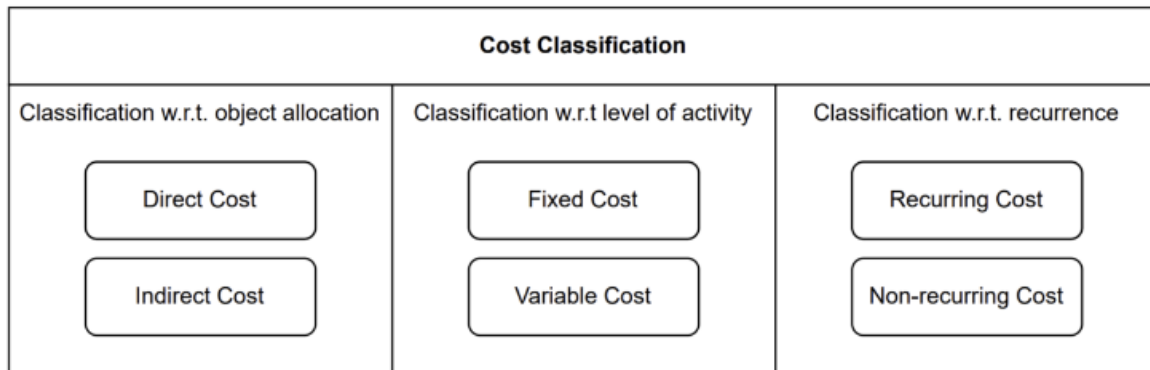 Cost Classification
Classification w.r.t. object allocation
Direct Cost
Indirect Cost
Classification w.r.t level of activity
Fixed Cost
Variable Cost
Classification w.r.t. recurrence
Recurring Cost
Non-recurring Cost